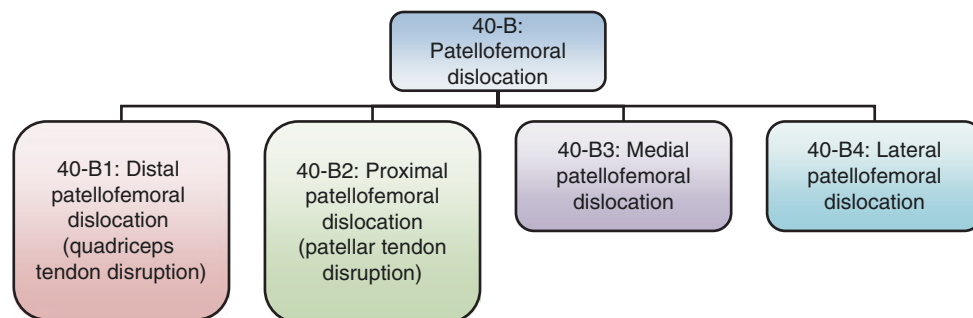 40-B:
Patellofemoral
dislocation
40-B1: Distal
patellofemoral
dislocation
(quadriceps
tendon disruption)
40-B2: Proximal
patellofemoral
dislocation
(patellar tendon
disruption)
40-B3: Medial
patellofemoral
dislocation
40-B4: Lateral
patellofemoral
dislocation